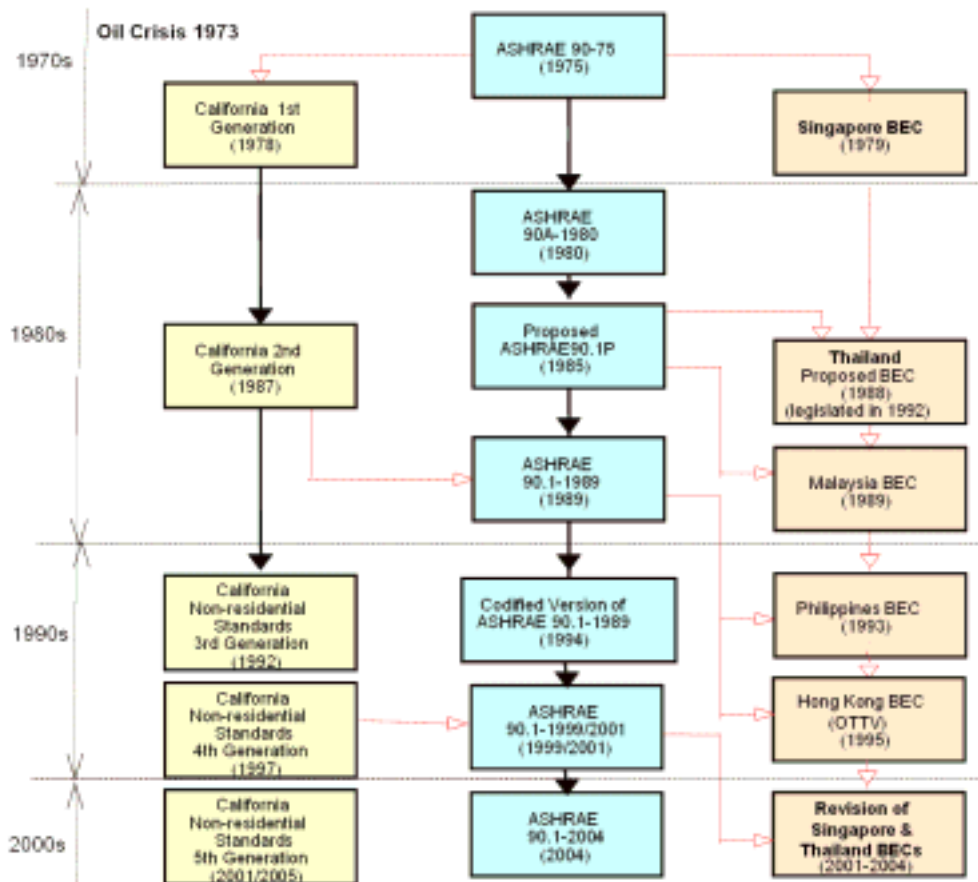 Oil Crisis 1973
1970s
ASHRAE 90-75
(1975)
California 1st
Generation
(1978)
Singapore BEC
(1979)
1980s
ASHRAE
90A-1980
(1980)
California 2nd
Generation
(1987)
Proposed
ASHRAE90.1P
(1985)
Thailand
Proposed BEC
(1988)
(legislated in 1992)
ASHRAE
90.1-1989
(1989)
Malaysia BEC
(1989)
1990s
California
Non-residential
Standards
3rd Generation
(1992)
Codified Version of
ASHRAE 90.1-1989
(1994)
Philippines BEC
(1993)
California
Non-residential
Standards
4th Generation
(1997)
ASHRAE
90.1-1999/2001
(1999/2001)
Hong Kong BEC
(OTTV)
(1995)
2000s
California
Non-residential
Standards
5th Generation
(2001/2005)
ASHRAE
90.1-2004
(2004)
Revision of
Singapore &
Thailand BECs
(2001-2004)